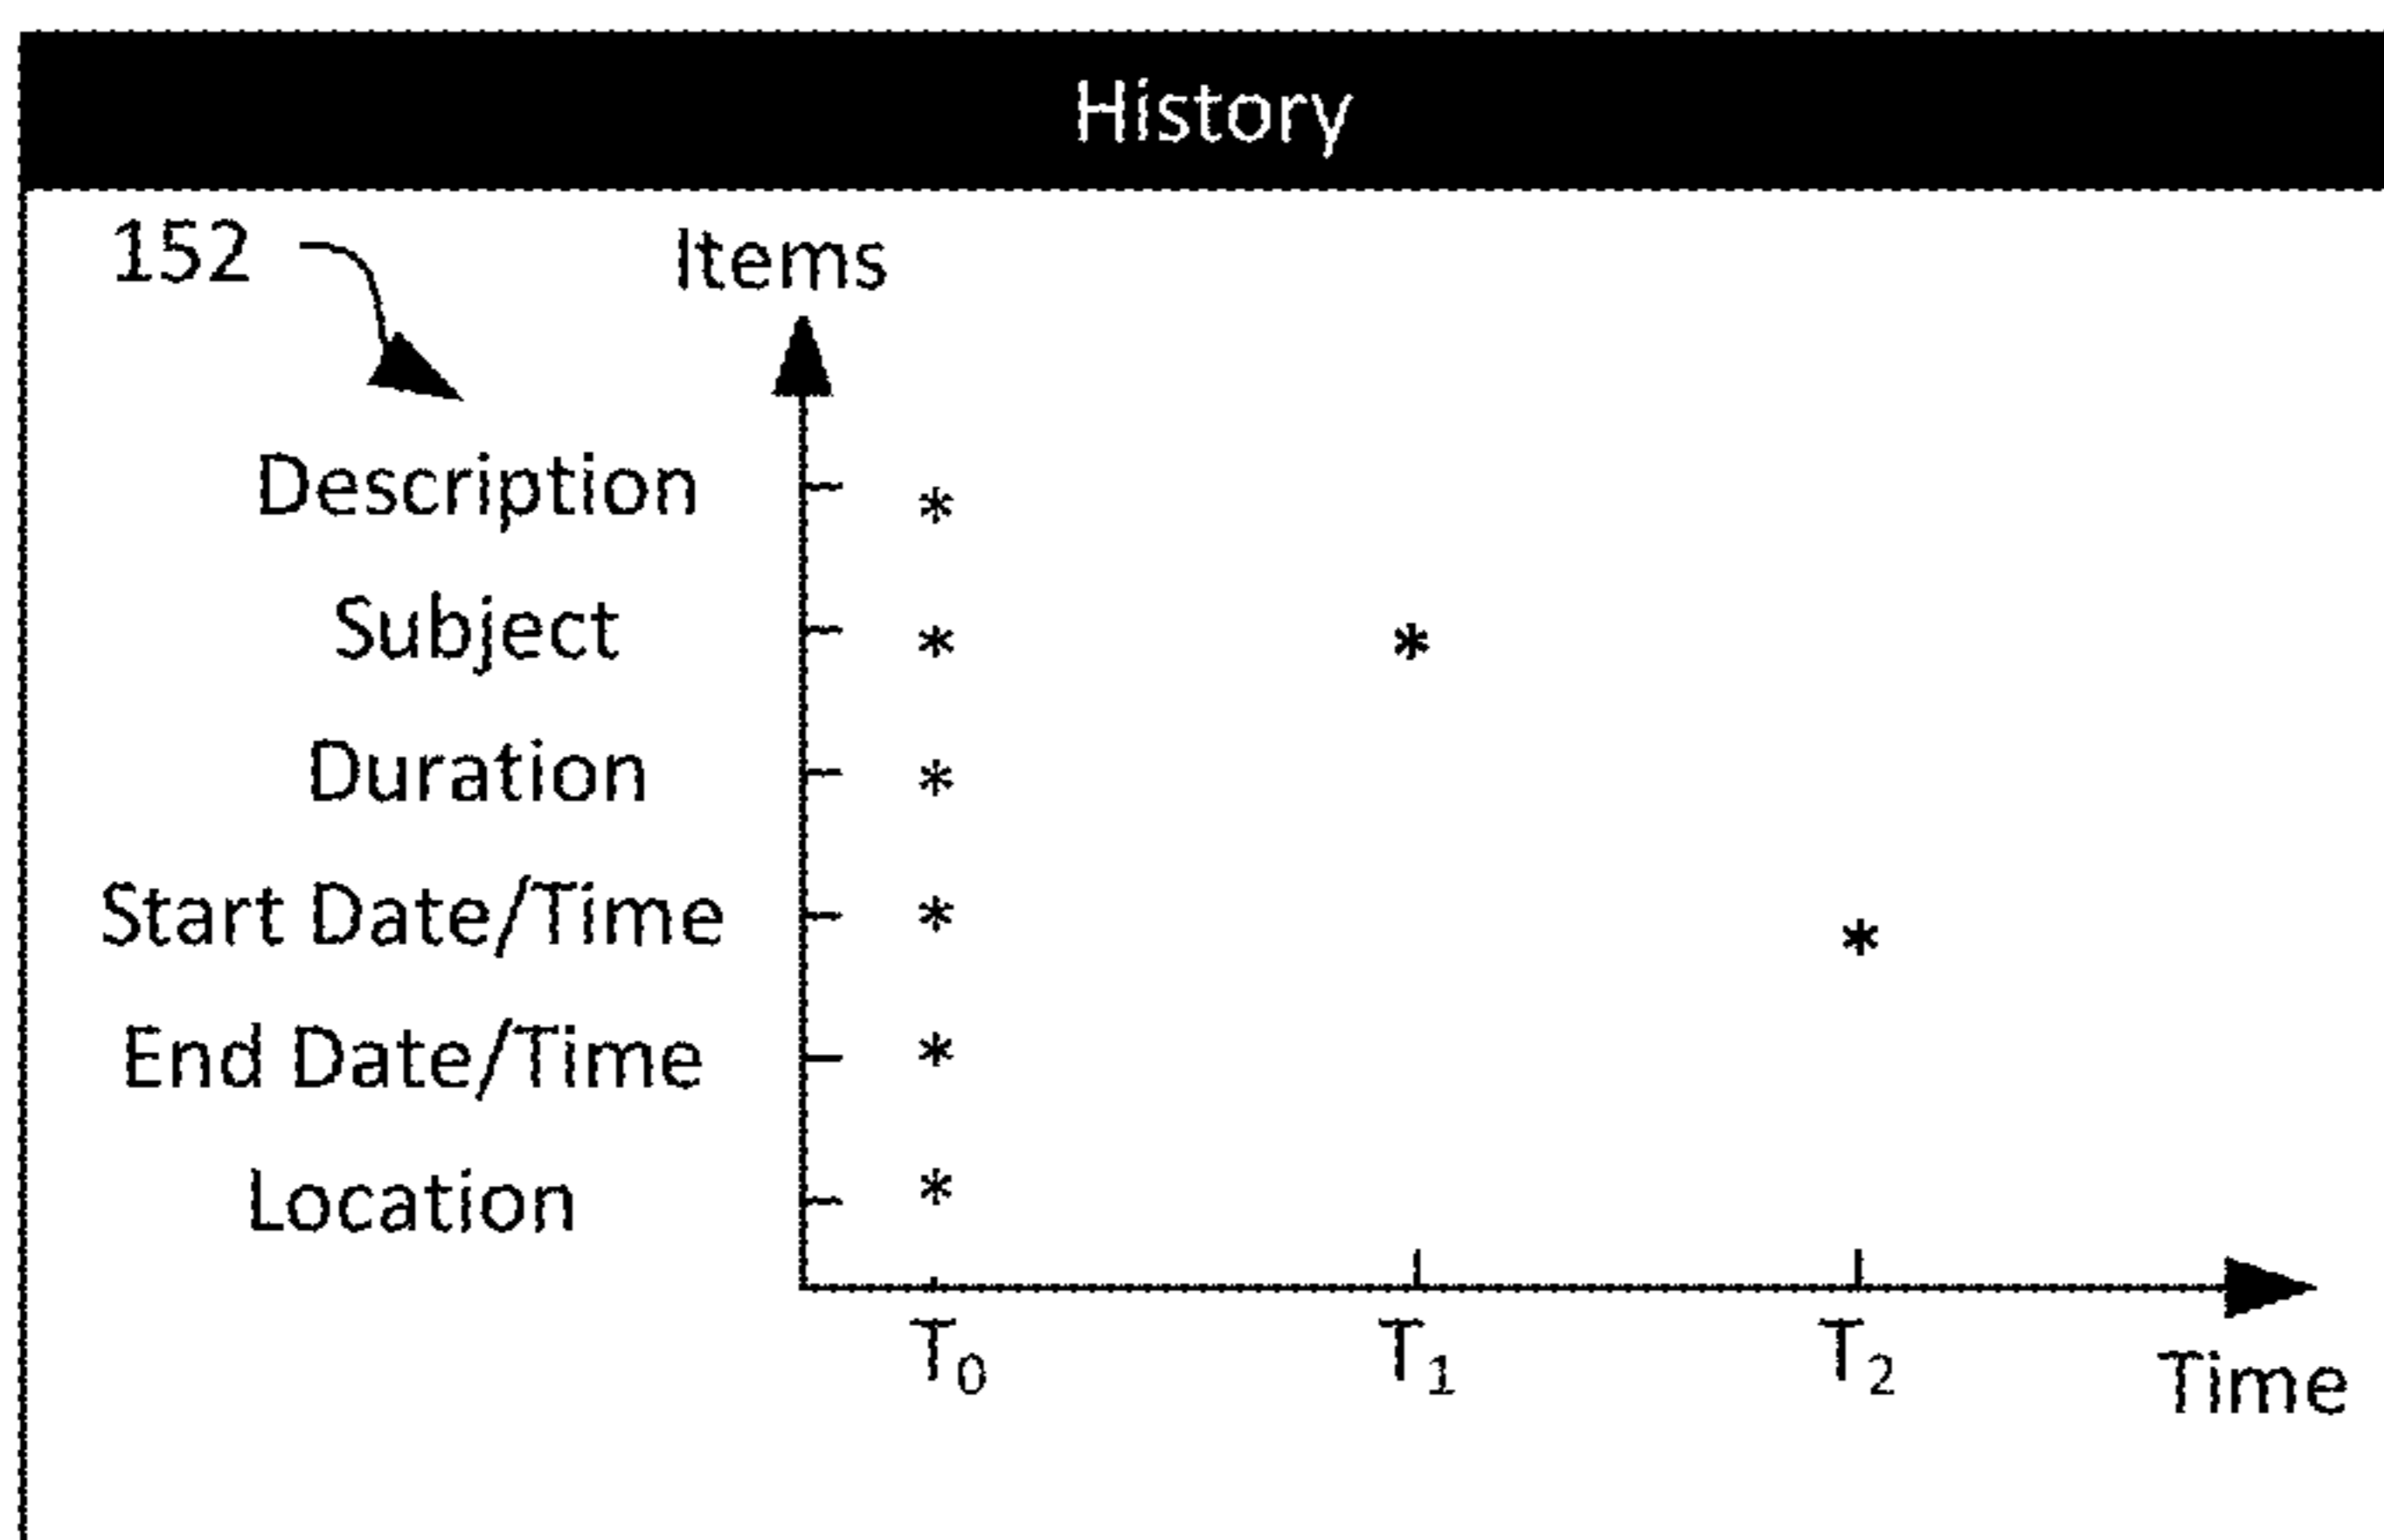 History
152
Items
Description *
Subject * *
Duration *
Start Date/Time * *
End Date/Time *
Location *
T₀ T₁ T₂
Time